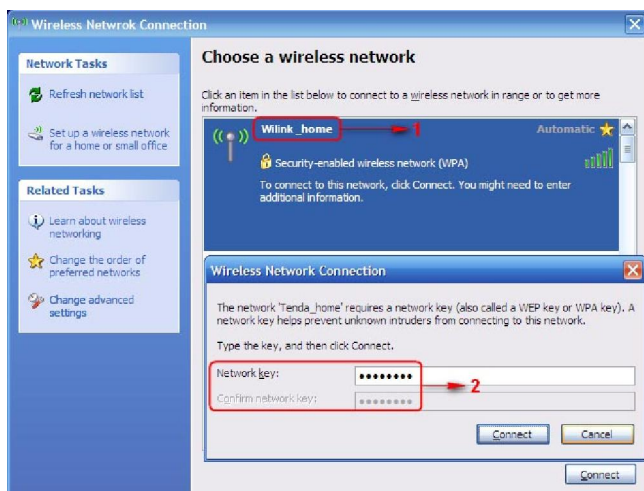 Wireless Netwrok Connection
Network Tasks
Refresh network list
Set up a wireless network
for a home or small office
Related Tasks
Learn about wireless
networking
Change the order of
preferred networks
Change advanced
settings
Choose a wireless network
Click an item in the list below to connect to a wireless network in range or to get more
information.
Wilink _home
1
Automatic
Security-enabled wireless network (WPA)
To connect to this network, click Connect. You might need to enter
additional information.
Wireless Network Connection
The network 'Tenda_home' requires a network key (also called a WEP key or WPA key). A
network key helps prevent unknown intruders from connecting to this network.
Type the key, and then click Connect.
Network key:
••••••••
2
Confirm network key:
••••••••
Connect
Cancel
Connect